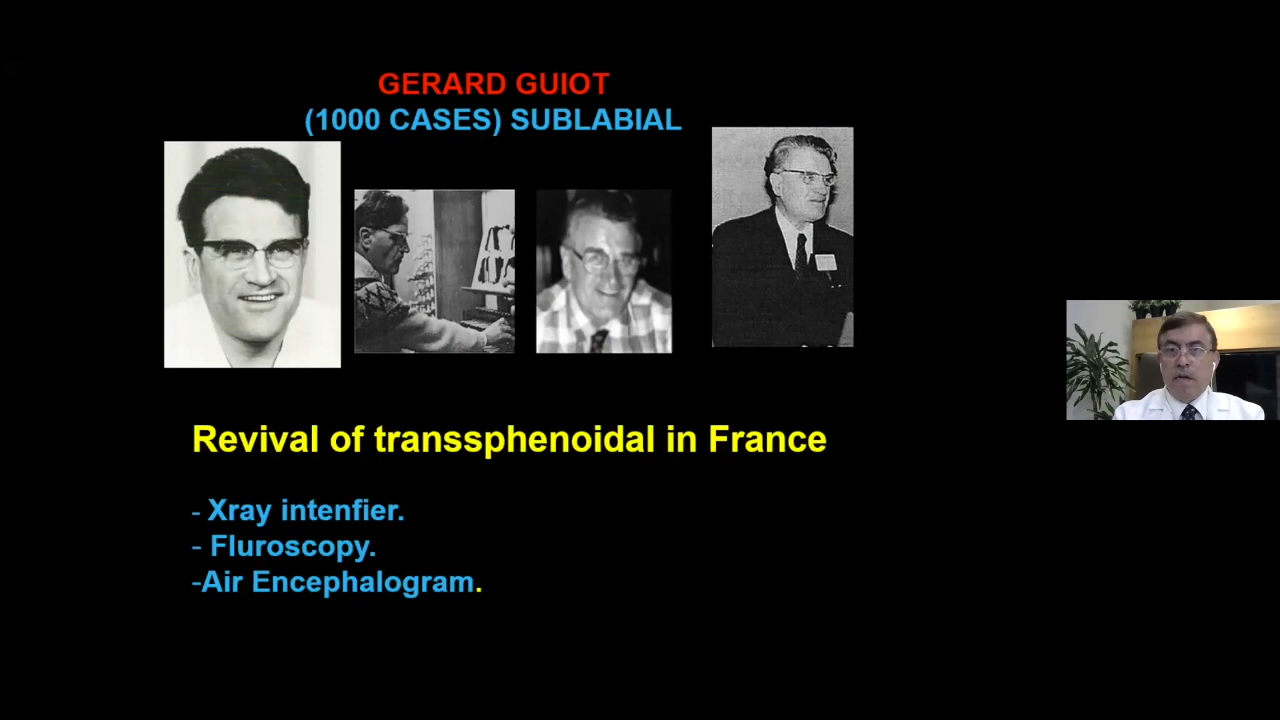 GERARD GUIOT
(1000 CASES) SUBLABIAL
Revival of transsphenoidal in France
- Xray intenfier.
- Fluroscopy.
-Air Encephalogram.